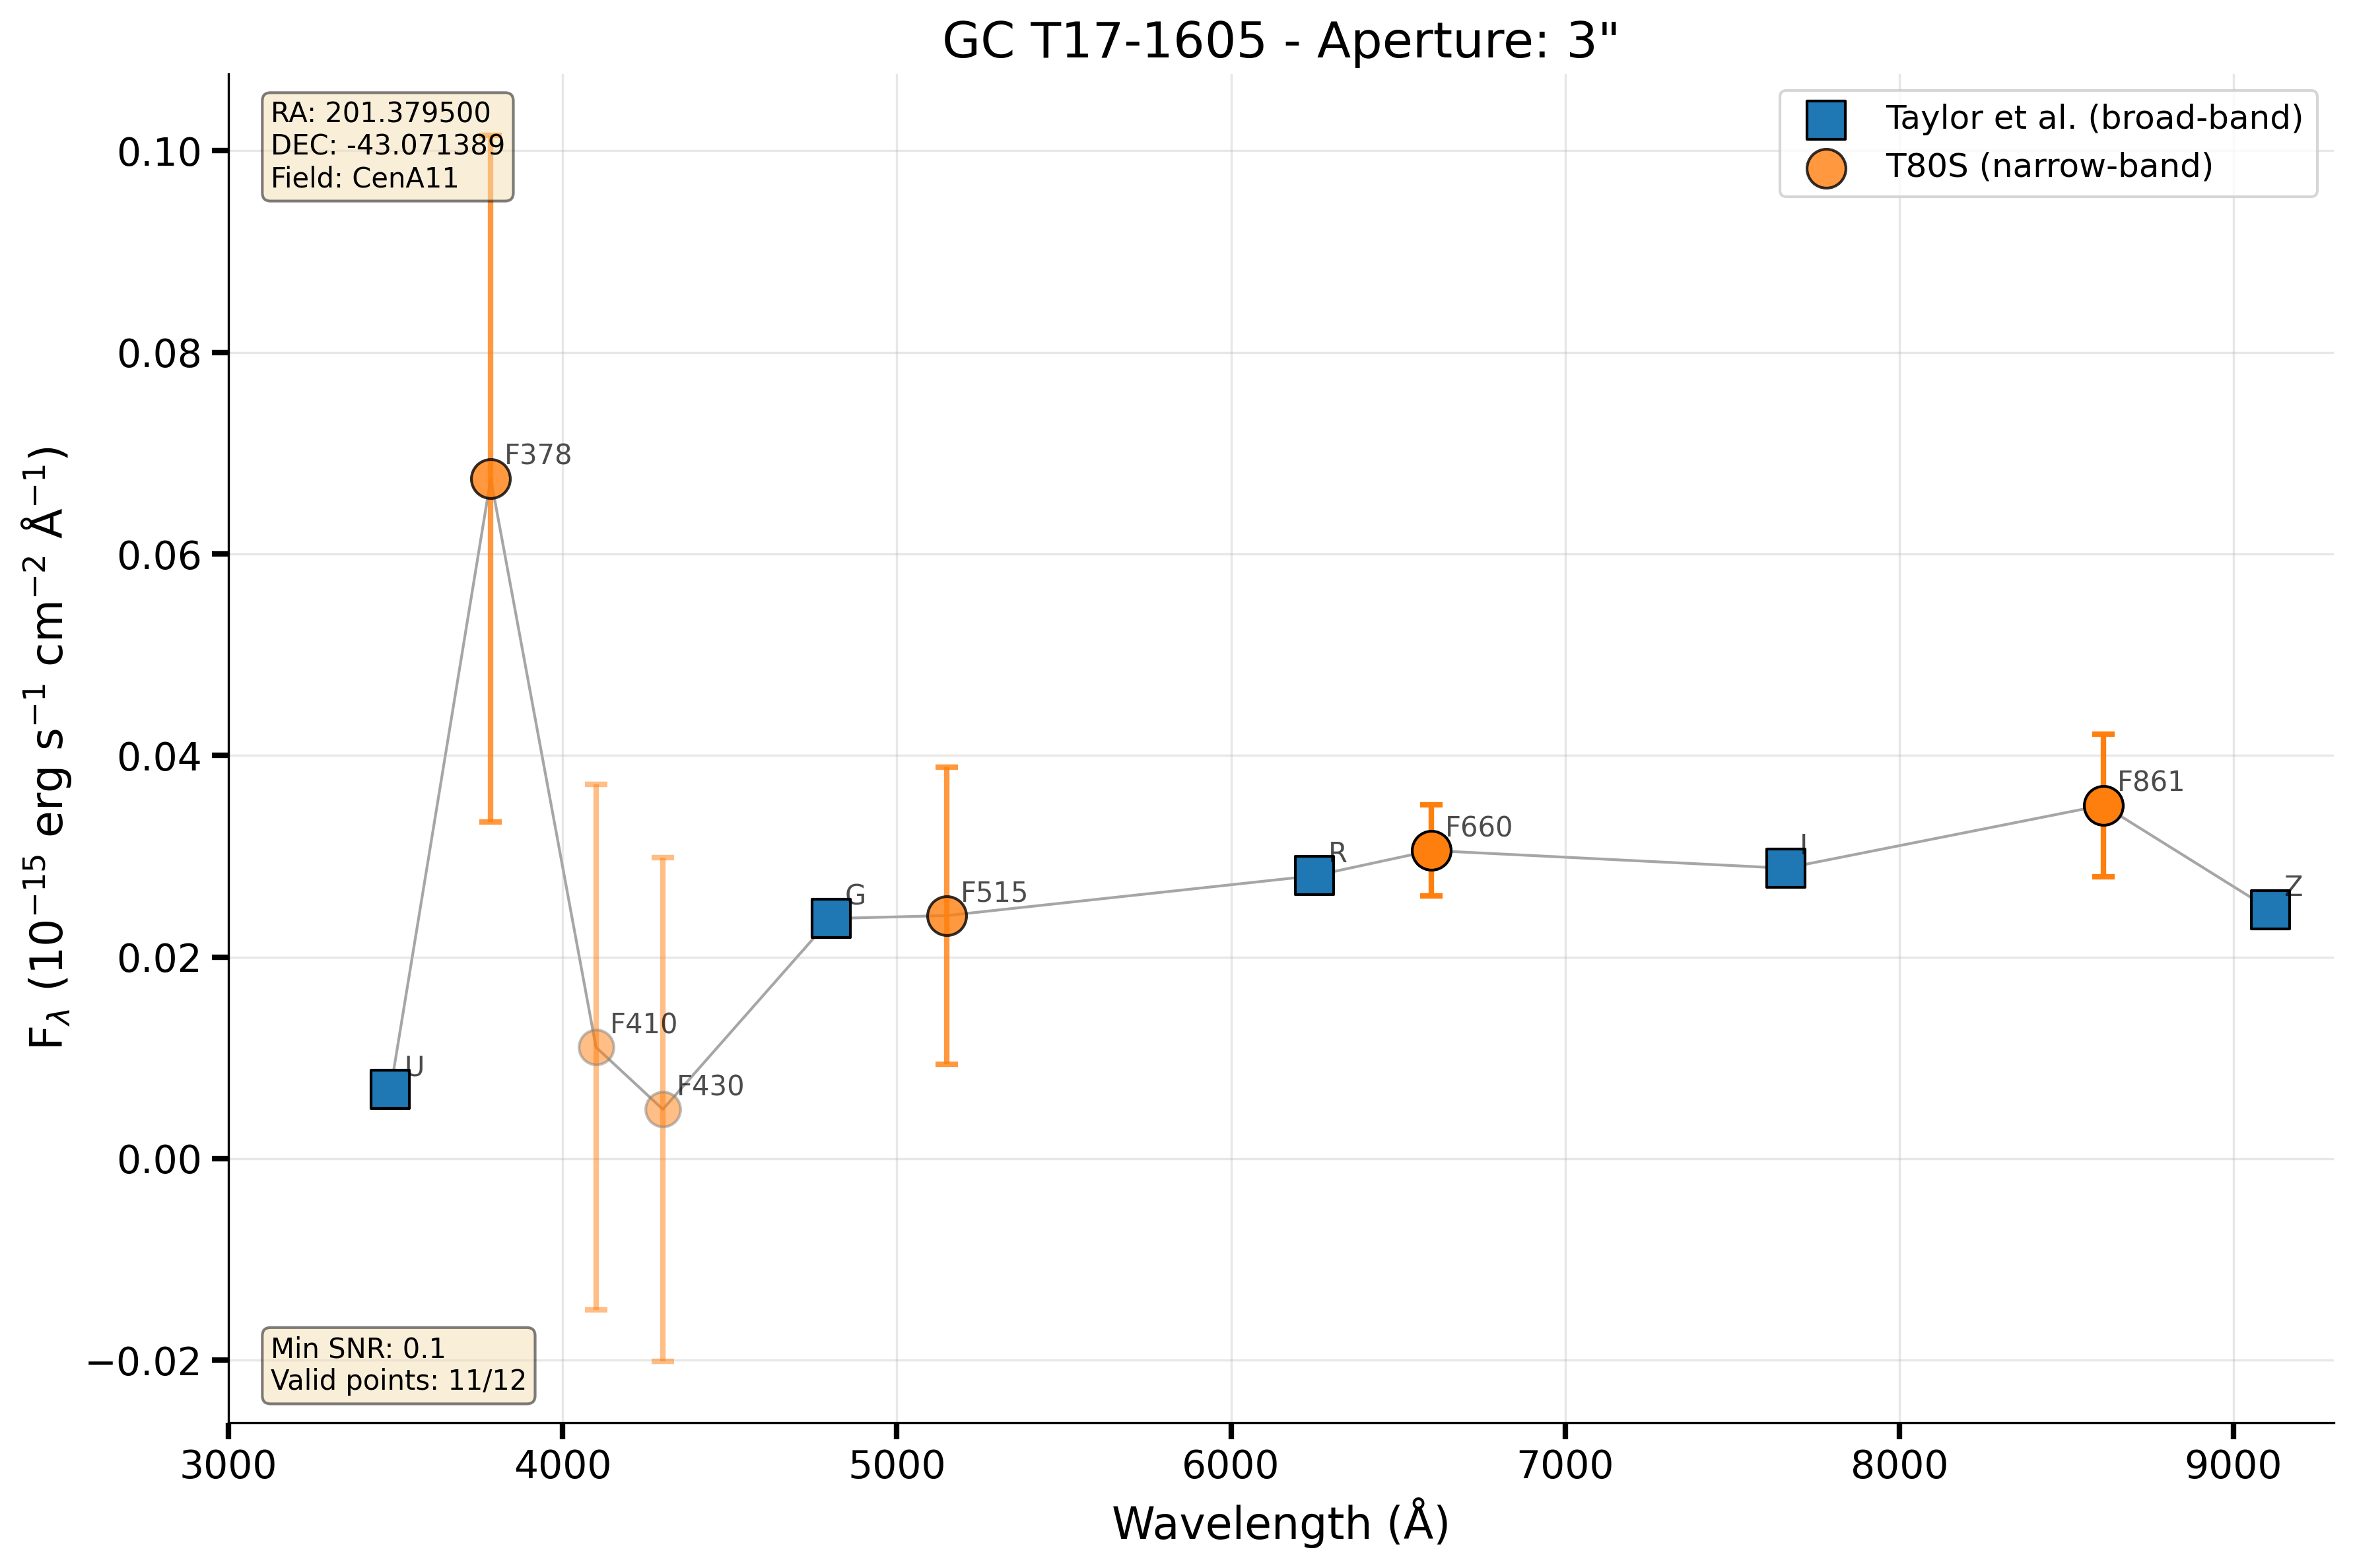 GC T17-1605 - Aperture: 3"
RA: 201.379500
DEC: -43.071389
Field: CenA11
Taylor et al. (broad-band)
T80S (narrow-band)
0.10
0.08
0.06
0.04
0.02
0.00
−0.02
F_λ (10⁻¹⁵ erg s⁻¹ cm⁻² Å⁻¹)
U
F378
F410
F430
G
F515
R
F660
I
F861
Z
Min SNR: 0.1
Valid points: 11/12
3000 4000 5000 6000 7000 8000 9000
Wavelength (Å)